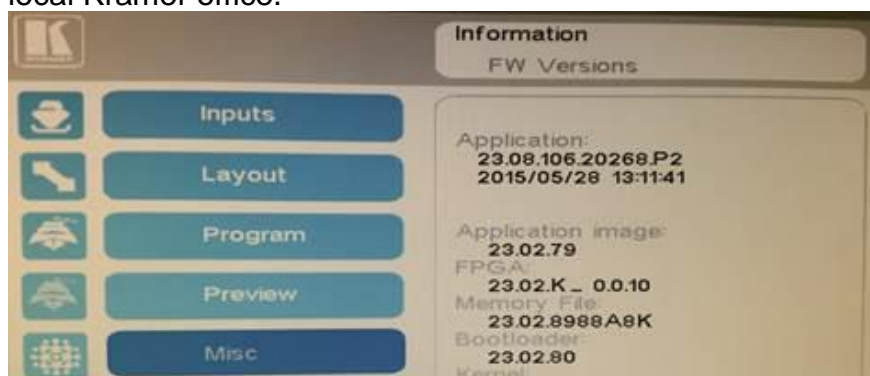 local Kramer office.
Information
FW Versions
Inputs
Layout
Program
Preview
Misc
Application:
23.08.106.20268.P2
2015/05/28 13:11:41
Application image:
23.02.79
FPGA:
23.02.K_ 0.0.10
Memory File:
23.02.8988A8K
Bootloader:
23.02.80
Kernel: